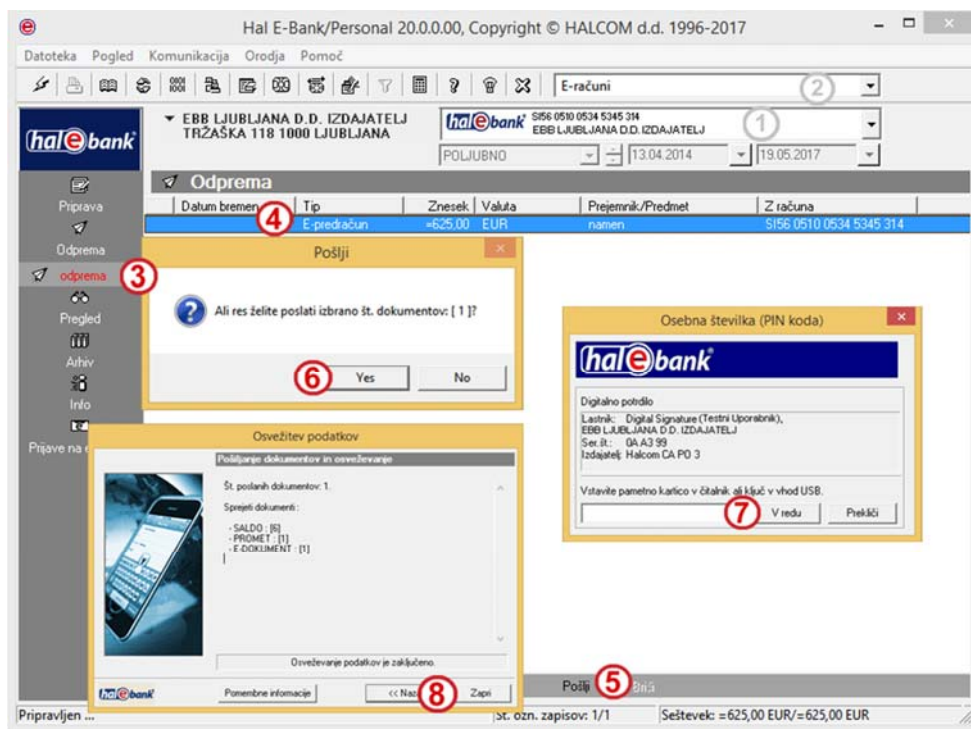 Hal E-Bank/Personal 20.0.0.00, Copyright © HALCOM d.d. 1996-2017
Datoteka Pogled Komunikacija Orodja Pomoč
E-računi
2
hal e bank
EBB LJUBLJANA D.D. IZDAJATELJ
TRŽAŠKA 118 1000 LJUBLJANA
hal e bank
SI56 0510 0534 5345 314
EBB LJUBLJANA D.D. IZDAJATELJ
1
POLJUBNO 13.04.2014 19.05.2017
Odprema
Datum bremen Tip Znesek Valuta Prejemnik/Predmet Z računa
4
E-predračun =625,00 EUR namen SI56 0510 0534 5345 314
Priprava
Odprema
odprema
3
Pregled
Arhiv
Info
Prijave na e
Pošlji
Ali res želite poslati izbrano št. dokumentov: [ 1 ]?
6
Yes No
Osebna številka (PIN koda)
hal e bank
Digitalno potrdilo
Lastnik: Digital Signature (Testni Uporabnik),
EBB LJUBLJANA D.D. IZDAJATELJ
Ser.št.: 0A A3 99
Izdajatelj: Halcom CA PO 3
Vstavite pametno kartico v čitalnik ali ključ v vhod USB.
7
V redu Prekliči
Osvežitev podatkov
Pošiljanje dokumentov in osveževanje
Št. poslanih dokumentov: 1.
Sprejeti dokumenti :
- SALDO : [6]
- PROMET : [1]
- E-DOKUMENT : [1]
Osveževanje podatkov je zaključeno.
hal e bank
Pomembne informacije << Naza 8 Zapri
Pošlji 5 Briši
Pripravljen ...
Št. ozn. zapisov: 1/1 Seštevek: =625,00 EUR/=625,00 EUR